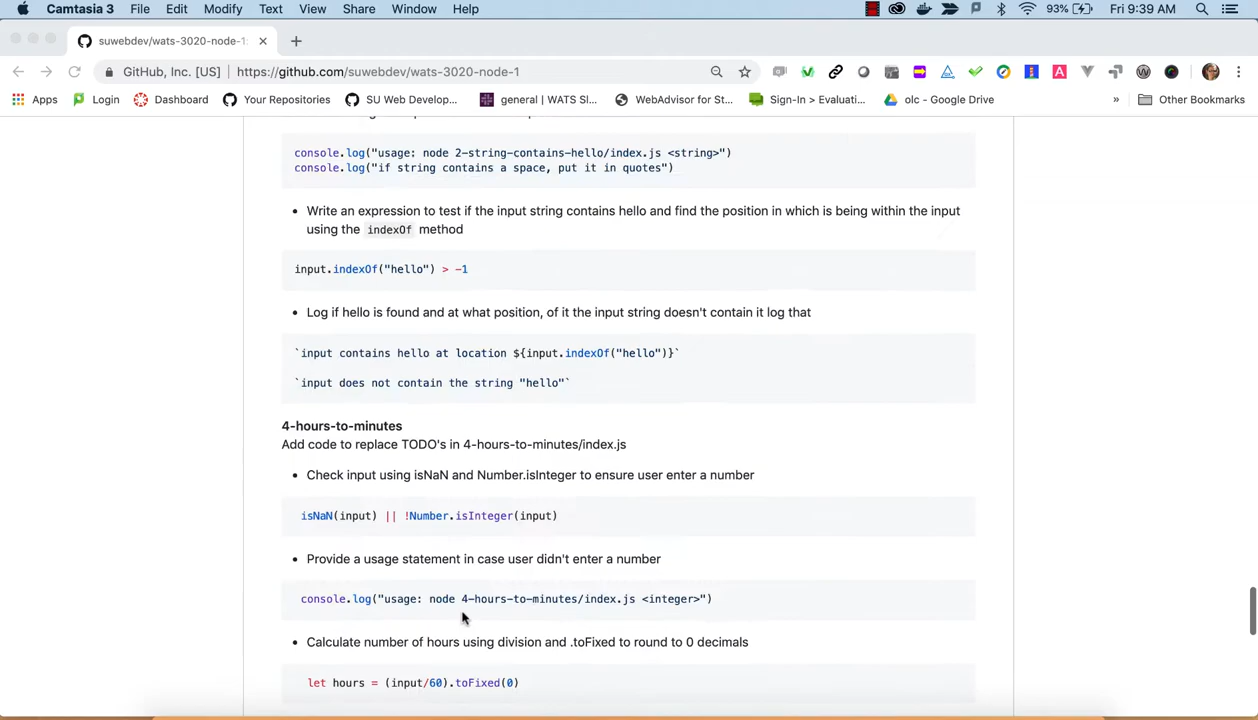 Camtasia 3 File Edit Modify Text View Share Window Help 93% Fri 9:39 AM
suwebdev/wats-3020-node-1:
GitHub, Inc. [US] https://github.com/suwebdev/wats-3020-node-1
Apps Login Dashboard Your Repositories SU Web Develop... general | WATS Sl... WebAdvisor for St... Sign-In > Evaluati... olc - Google Drive » Other Bookmarks
console.log("usage: node 2-string-contains-hello/index.js <string>")
console.log("if string contains a space, put it in quotes")
• Write an expression to test if the input string contains hello and find the position in which is being within the input
using the indexOf method
input.indexOf("hello") > -1
• Log if hello is found and at what position, of it the input string doesn't contain it log that
`input contains hello at location ${input.indexOf("hello")}`
`input does not contain the string "hello"`
4-hours-to-minutes
Add code to replace TODO's in 4-hours-to-minutes/index.js
• Check input using isNaN and Number.isInteger to ensure user enter a number
isNaN(input) || !Number.isInteger(input)
• Provide a usage statement in case user didn't enter a number
console.log("usage: node 4-hours-to-minutes/index.js <integer>")
• Calculate number of hours using division and .toFixed to round to 0 decimals
let hours = (input/60).toFixed(0)